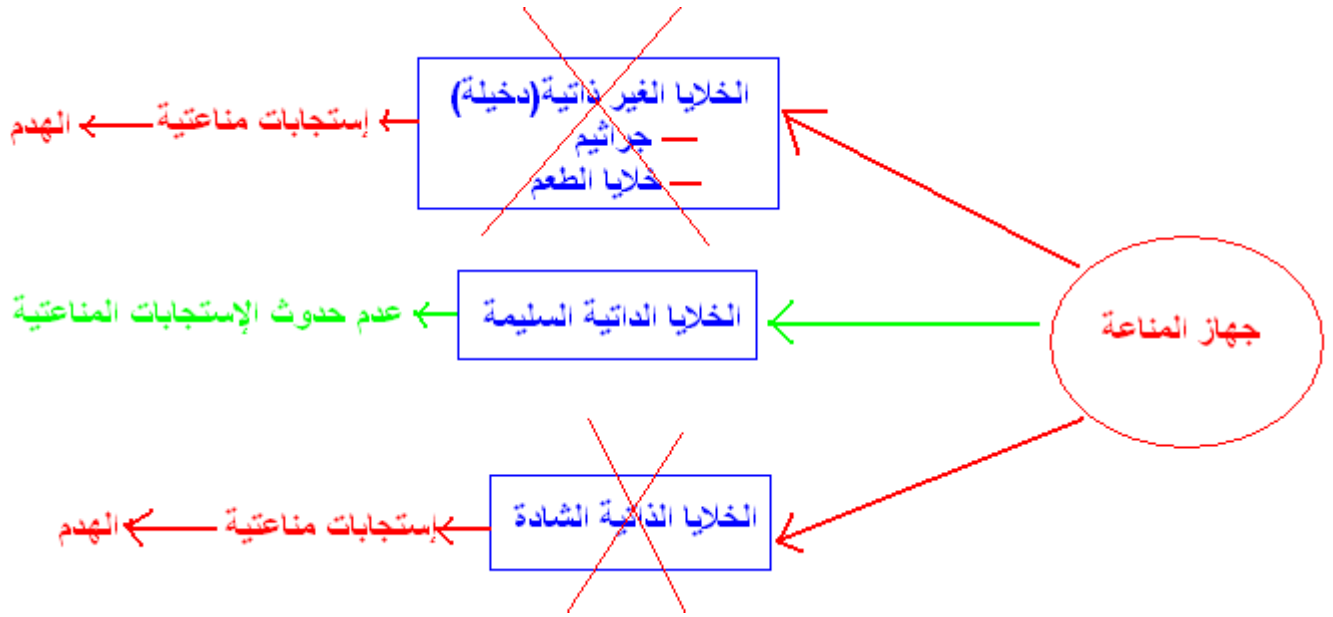 جهاز المناعة
الخلايا الغير ذاتية(دخيلة)
– جراثيم
– خلايا الطعم
إستجابات مناعتية
الهدم
الخلايا الداتية السليمة
عدم حدوث الإستجابات المناعتية
الخلايا الذاتية الشادة
إستجابات مناعتية
الهدم